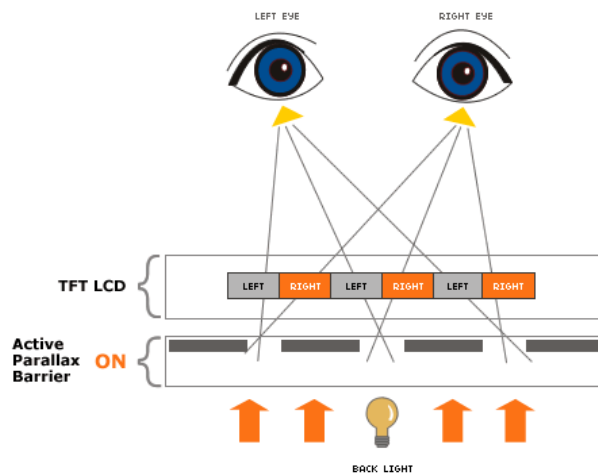 LEFT EYE
RIGHT EYE
TFT LCD
LEFT
RIGHT
LEFT
RIGHT
LEFT
RIGHT
Active
Parallax
Barrier
ON
BACK LIGHT